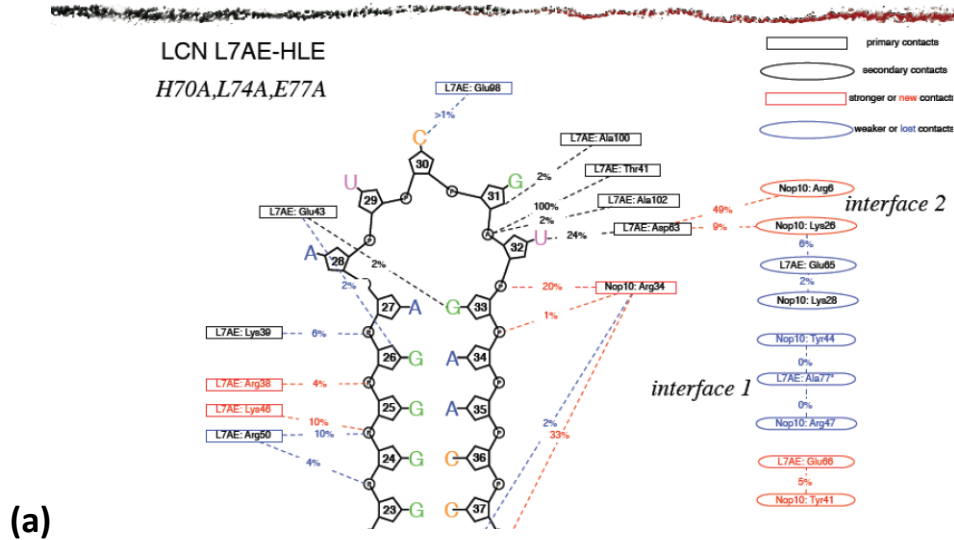 LCN L7AE-HLE
H70A,L74A,E77A
primary contacts
secondary contacts
stronger or new contacts
weaker or lost contacts
L7AE: Glu98
>1%
C
30
L7AE: Ala100
2%
L7AE: Thr41
100%
L7AE: Ala102
2%
L7AE: Asp63
24%
U
29
G
31
U
32
L7AE: Glu43
2%
2%
A
28
Nop10: Arg6
49%
interface 2
Nop10: Lys26
9%
6%
L7AE: Glu65
2%
Nop10: Lys28
Nop10: Arg34
20%
1%
27
A
G
33
L7AE: Lys39
6%
26
G
A
34
Nop10: Tyr44
0%
L7AE: Ala77*
0%
Nop10: Arg47
interface 1
L7AE: Arg38
4%
25
G
A
35
L7AE: Lys46
10%
L7AE: Arg50
10%
4%
24
G
C
36
2%
33%
L7AE: Glu66
5%
Nop10: Tyr41
23
G
C
37
(a)